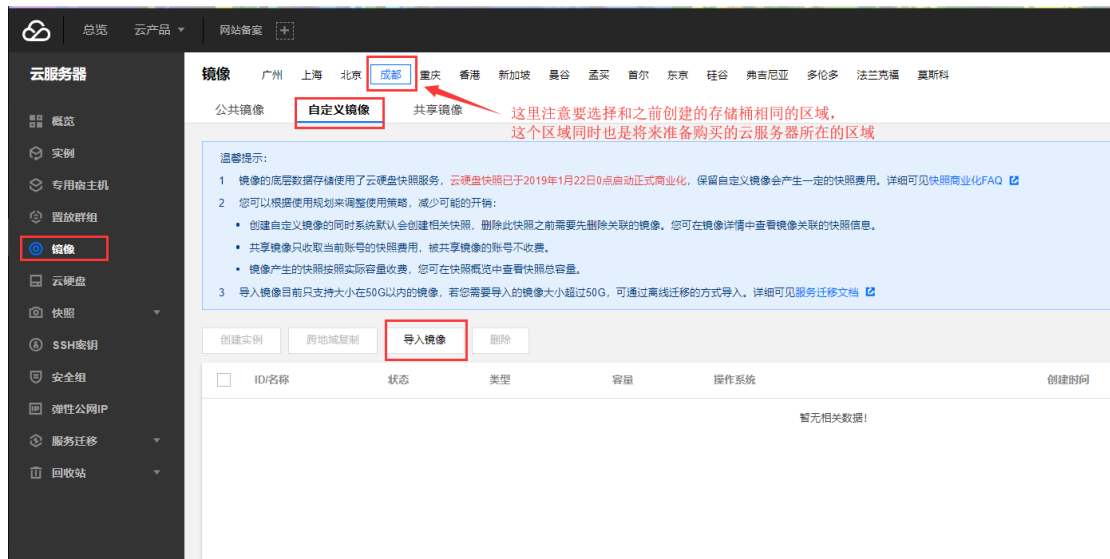 总览 云产品 网站备案
云服务器
镜像 广州 上海 北京 成都 重庆 香港 新加坡 曼谷 孟买 首尔 东京 硅谷 弗吉尼亚 多伦多 法兰克福 莫斯科
公共镜像 自定义镜像 共享镜像
这里注意要选择和之前创建的存储桶相同的区域，
这个区域同时也是将来准备购买的云服务器所在的区域
概览
实例
专用宿主机
置放群组
镜像
云硬盘
快照
SSH密钥
安全组
弹性公网IP
服务迁移
回收站
温馨提示：
1 镜像的底层数据存储使用了云硬盘快照服务，云硬盘快照已于2019年1月22日0点启动正式商业化，保留自定义镜像会产生一定的快照费用。详细可见快照商业化FAQ
2 您可以根据使用规划来调整使用策略，减少可能的开销：
• 创建自定义镜像的同时系统默认会创建相关快照，删除此快照之前需要先删除关联的镜像。您可在镜像详情中查看镜像关联的快照信息。
• 共享镜像只收取当前账号的快照费用，被共享镜像的账号不收费。
• 镜像产生的快照按照实际容量收费，您可在快照概览中查看快照总容量。
3 导入镜像目前只支持大小在50G以内的镜像，若您需要导入的镜像大小超过50G，可通过离线迁移的方式导入。详细可见服务迁移文档
创建实例 跨地域复制 导入镜像 删除
ID/名称 状态 类型 容量 操作系统 创建时间
暂无相关数据!